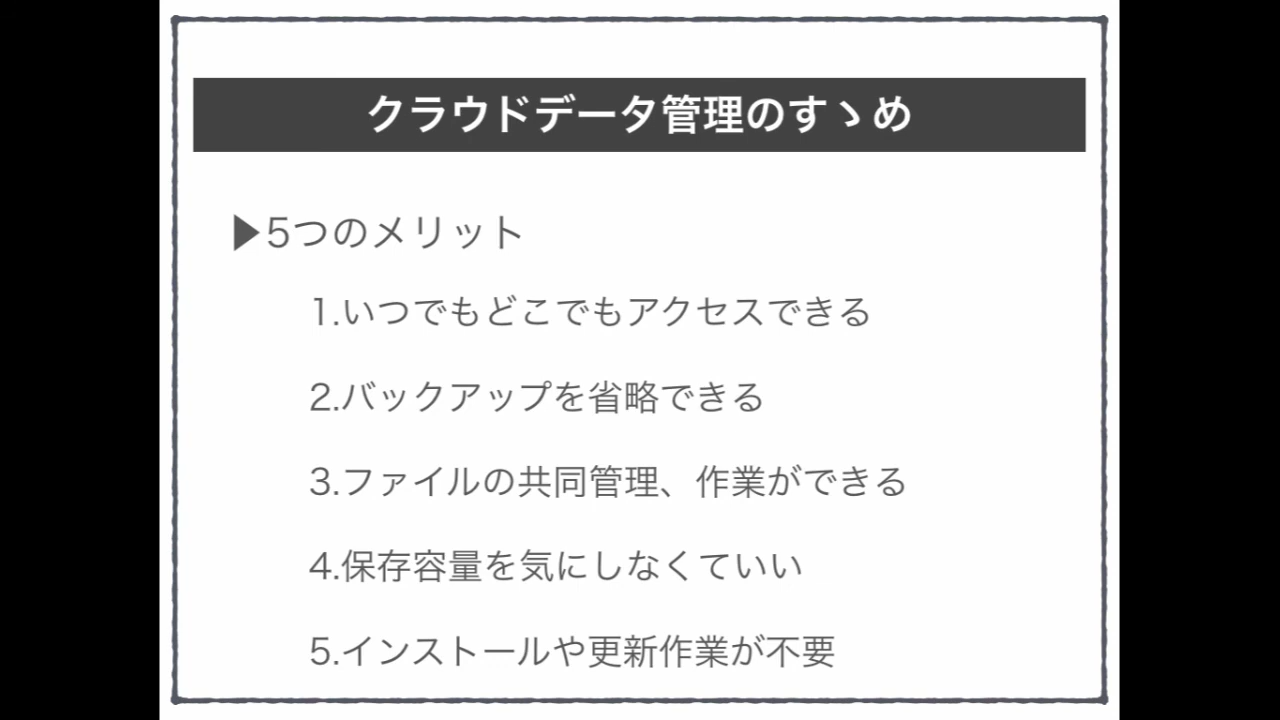 クラウドデータ管理のすゝめ
▶5つのメリット
1.いつでもどこでもアクセスできる
2.バックアップを省略できる
3.ファイルの共同管理、作業ができる
4.保存容量を気にしなくていい
5.インストールや更新作業が不要